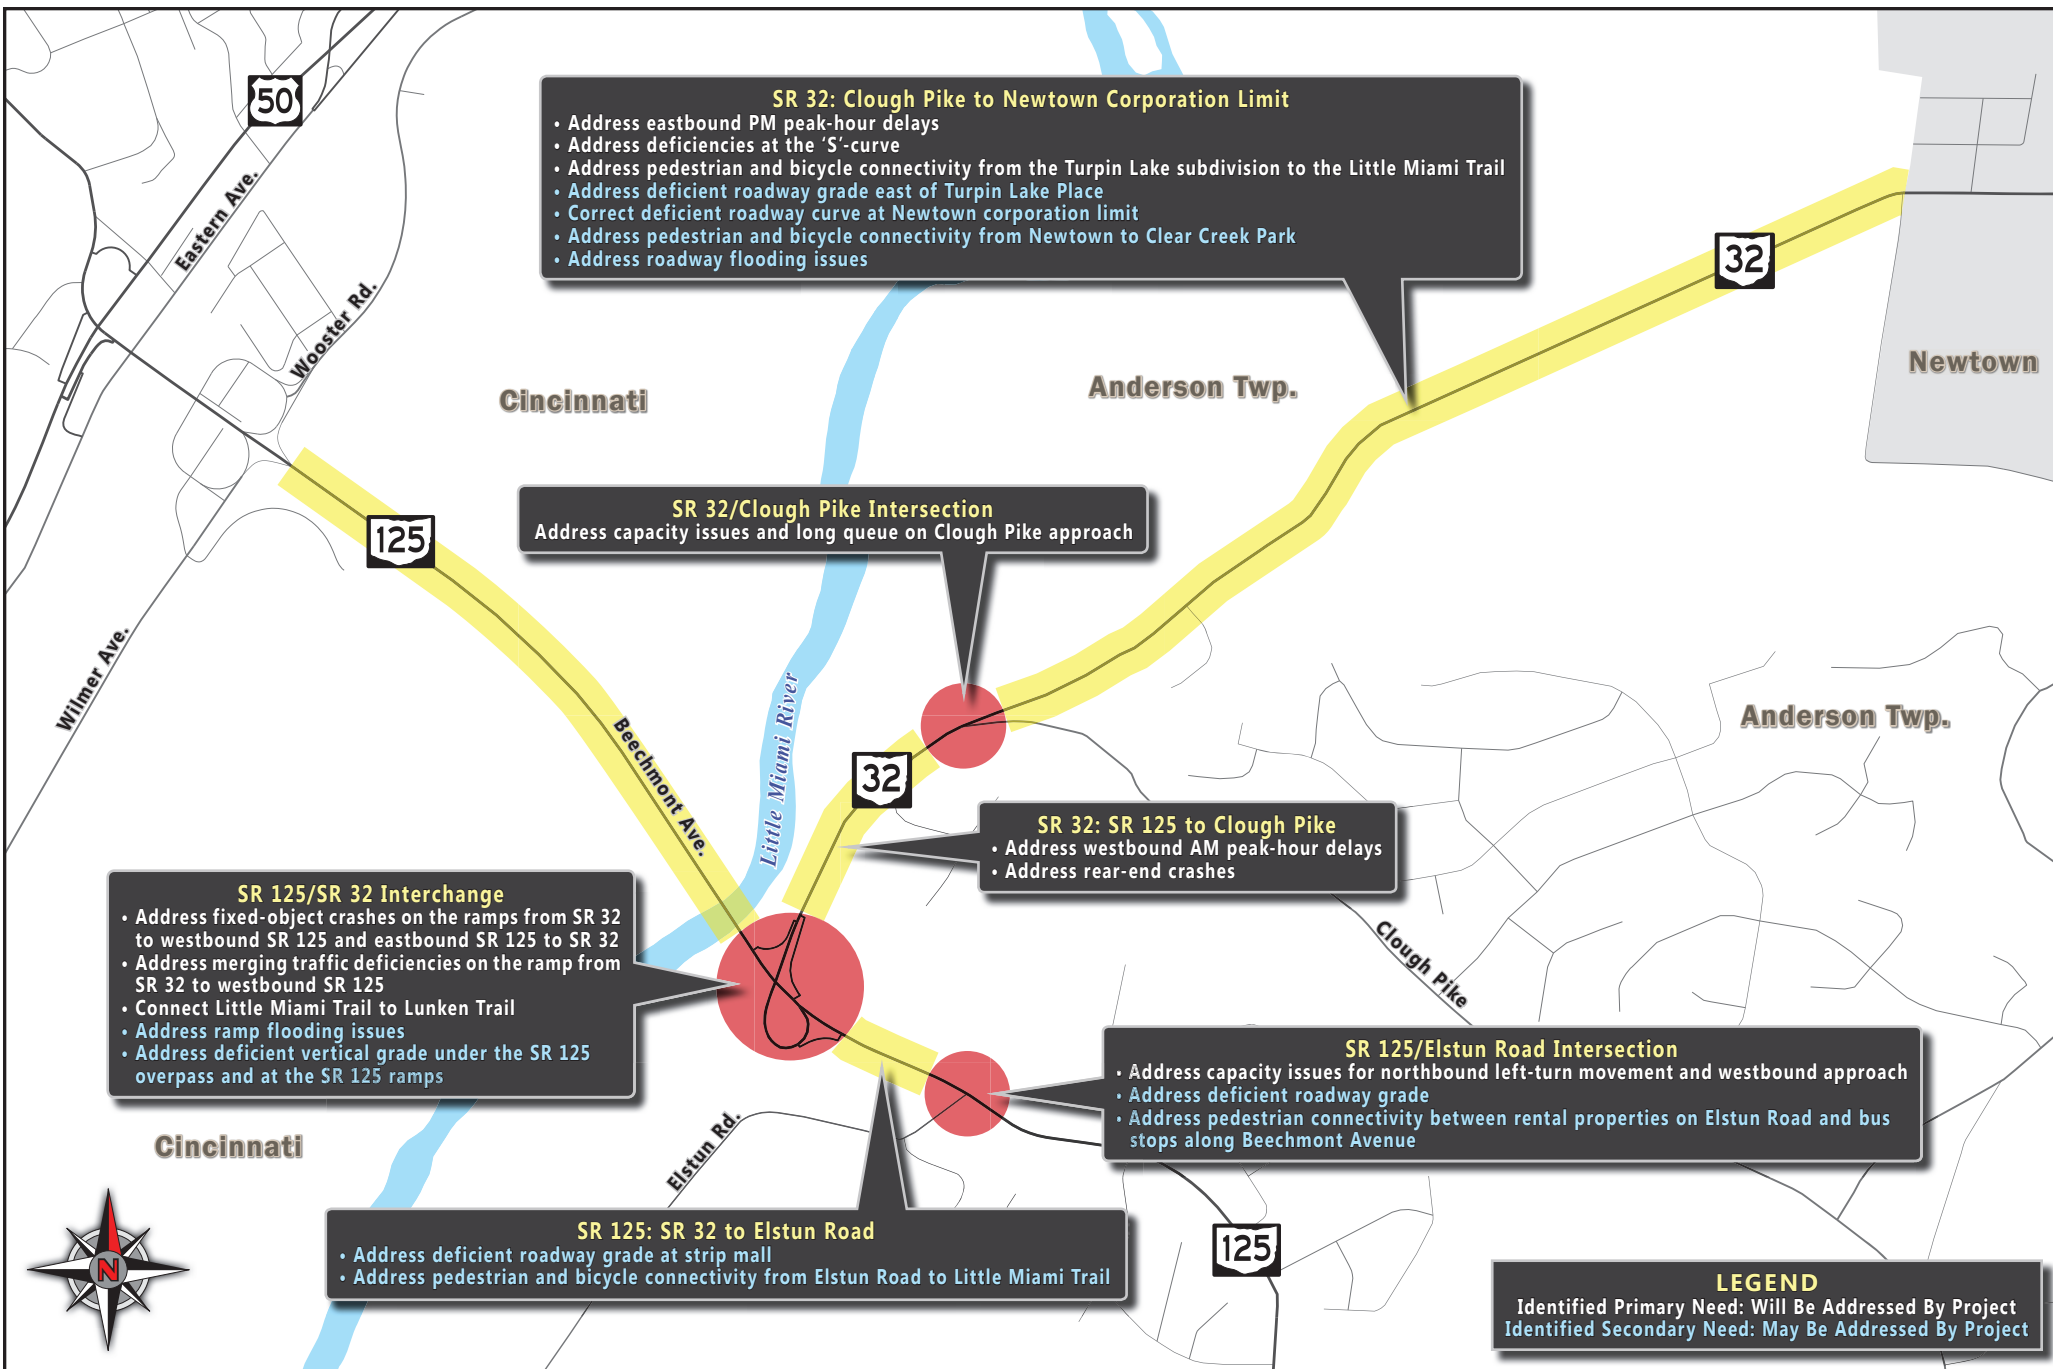 50
Eastern Ave.
Wooster Rd.
SR 32: Clough Pike to Newtown Corporation Limit
• Address eastbound PM peak-hour delays
• Address deficiencies at the ‘S’-curve
• Address pedestrian and bicycle connectivity from the Turpin Lake subdivision to the Little Miami Trail
• Address deficient roadway grade east of Turpin Lake Place
• Correct deficient roadway curve at Newtown corporation limit
• Address pedestrian and bicycle connectivity from Newtown to Clear Creek Park
• Address roadway flooding issues
32
Newtown
Cincinnati
Anderson Twp.
SR 32/Clough Pike Intersection
Address capacity issues and long queue on Clough Pike approach
125
Wilmer Ave.
Beechmont Ave.
Little Miami River
Anderson Twp.
32
SR 32: SR 125 to Clough Pike
• Address westbound AM peak-hour delays
• Address rear-end crashes
Clough Pike
SR 125/SR 32 Interchange
• Address fixed-object crashes on the ramps from SR 32
to westbound SR 125 and eastbound SR 125 to SR 32
• Address merging traffic deficiencies on the ramp from
SR 32 to westbound SR 125
• Connect Little Miami Trail to Lunken Trail
• Address ramp flooding issues
• Address deficient vertical grade under the SR 125
overpass and at the SR 125 ramps
SR 125/Elstun Road Intersection
• Address capacity issues for northbound left-turn movement and westbound approach
• Address deficient roadway grade
• Address pedestrian connectivity between rental properties on Elstun Road and bus
stops along Beechmont Avenue
Cincinnati
Elstun Rd.
N
SR 125: SR 32 to Elstun Road
• Address deficient roadway grade at strip mall
• Address pedestrian and bicycle connectivity from Elstun Road to Little Miami Trail
125
LEGEND
Identified Primary Need: Will Be Addressed By Project
Identified Secondary Need: May Be Addressed By Project